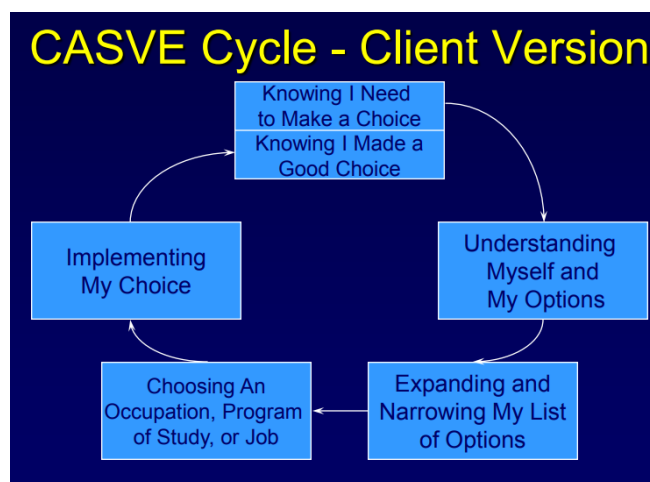 CASVE Cycle - Client Version
Knowing I Need
to Make a Choice
Knowing I Made a
Good Choice
Understanding
Myself and
My Options
Expanding and
Narrowing My List
of Options
Choosing An
Occupation, Program
of Study, or Job
Implementing
My Choice